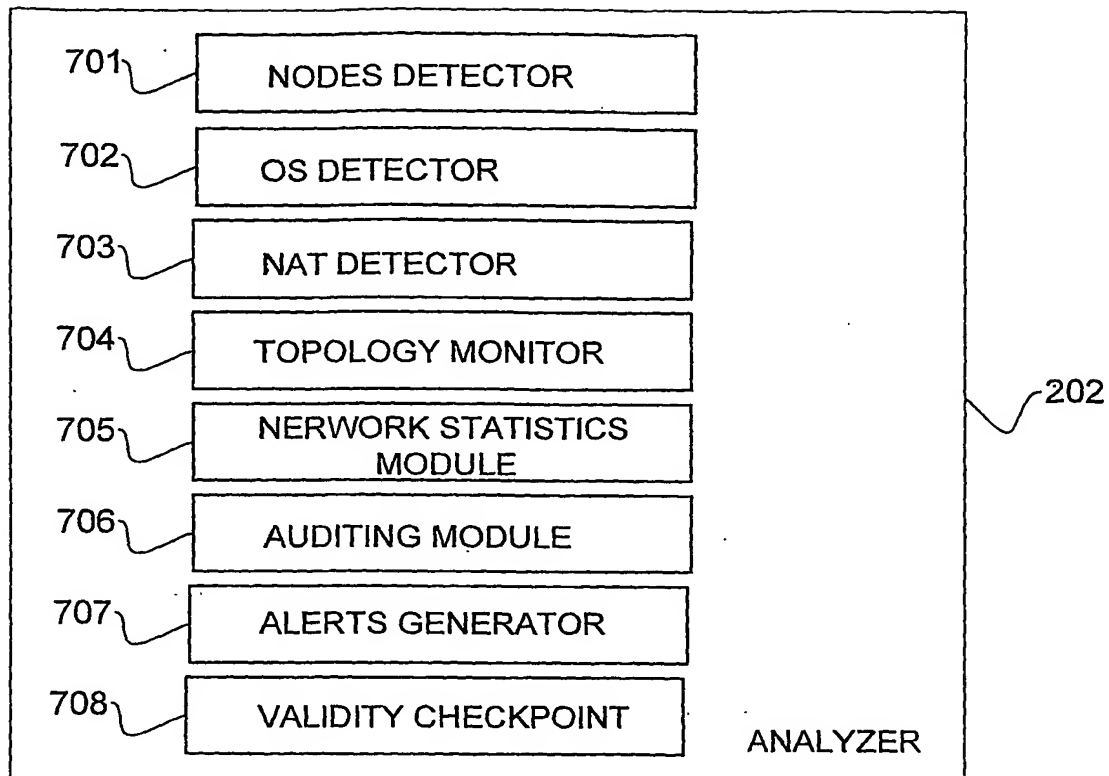 701
NODES DETECTOR
702
OS DETECTOR
703
NAT DETECTOR
704
TOPOLOGY MONITOR
202
705
NERWORK STATISTICS
MODULE
706
AUDITING MODULE
707
ALERTS GENERATOR
708
VALIDITY CHECKPOINT
ANALYZER